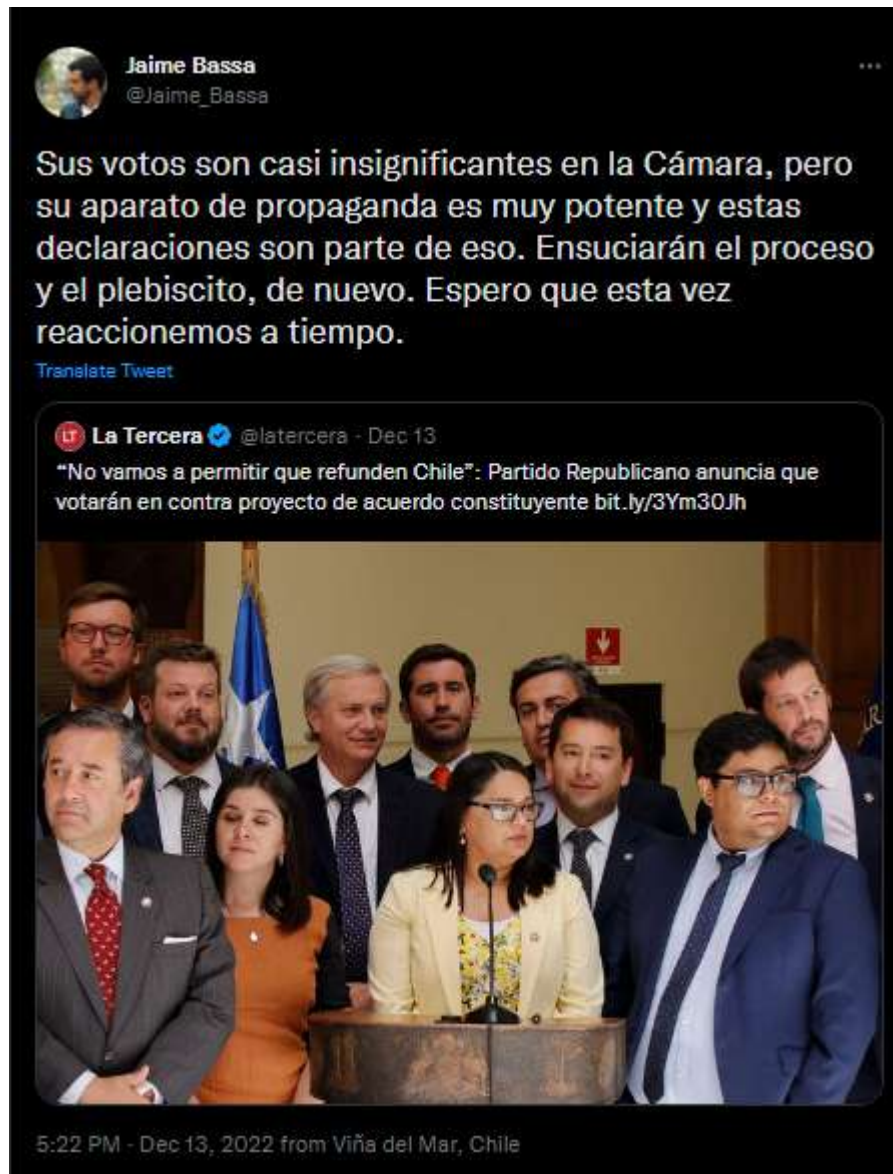 Jaime Bassa
@Jaime_Bassa
Sus votos son casi insignificantes en la Cámara, pero
su aparato de propaganda es muy potente y estas
declaraciones son parte de eso. Ensuciarán el proceso
y el plebiscito, de nuevo. Espero que esta vez
reaccionemos a tiempo.
Translate Tweet
LT La Tercera @latercera - Dec 13
“No vamos a permitir que refunden Chile”: Partido Republicano anuncia que
votarán en contra proyecto de acuerdo constituyente bit.ly/3Ym30Jh
5:22 PM - Dec 13, 2022 from Viña del Mar, Chile